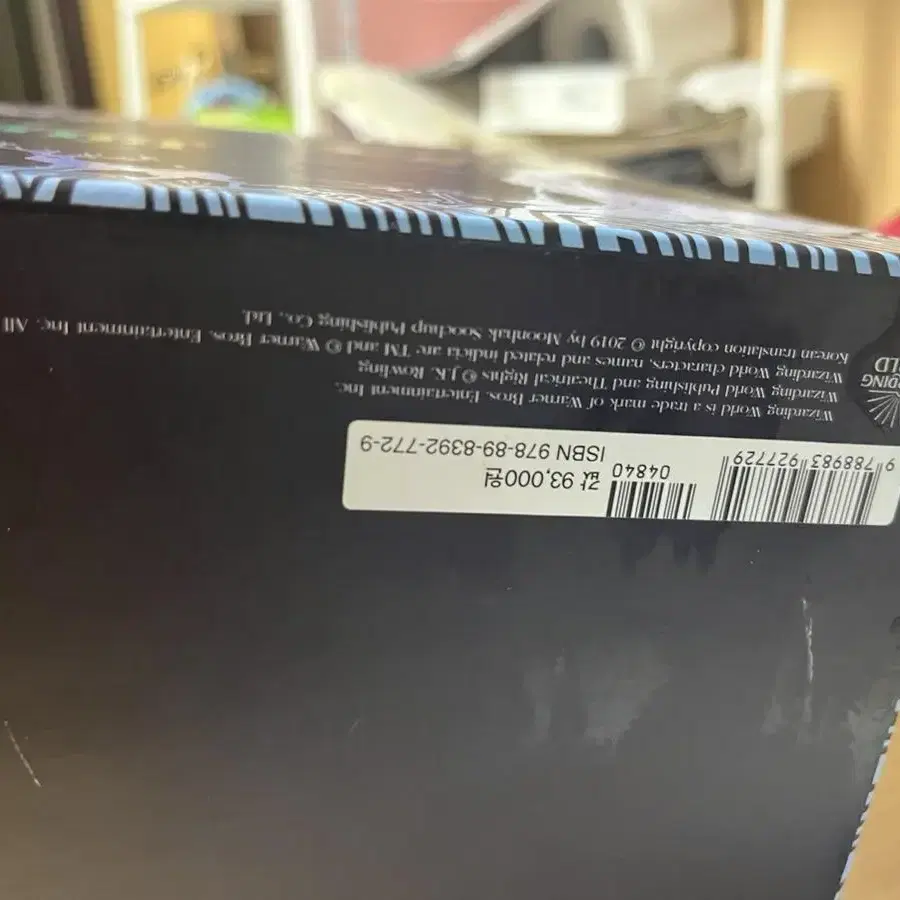 Korean translation copyright © 2019 by Moonhak Soochup Publishing Co., Ltd.
Wizarding World characters, names and related indicia are TM and © Warner Bros. Entertainment Inc. All
Wizarding World Publishing and Theatrical Rights © J.K. Rowling
Wizarding World is a trade mark of Warner Bros. Entertainment Inc.
ISBN 978-89-8392-772-9
9 788983 927729
04840
값 93,000원